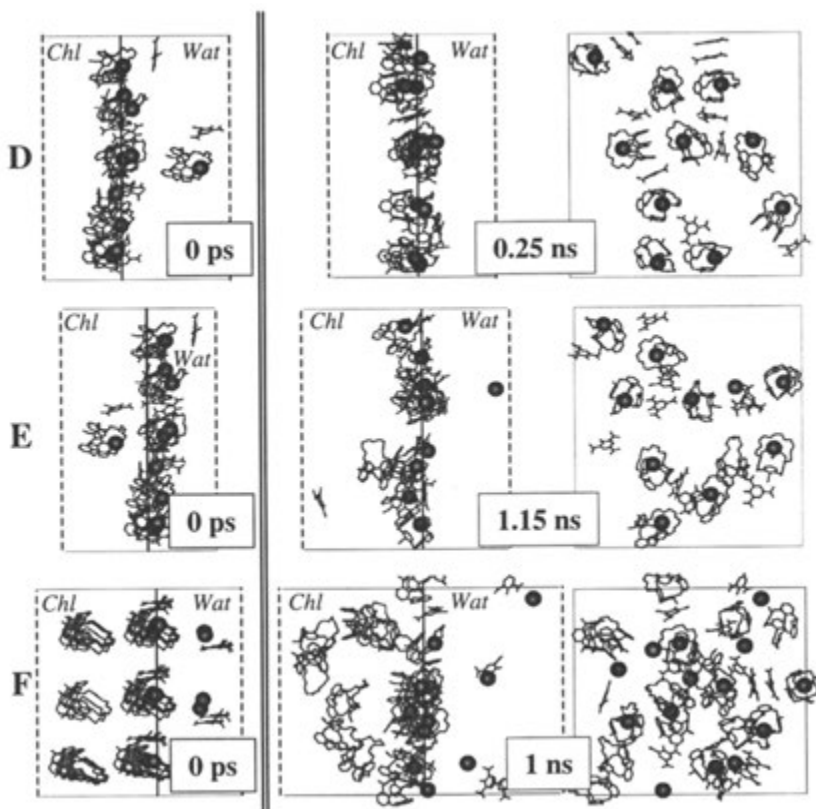 Chl Wat Chl Wat
D
0 ps 0.25 ns
Chl Wat Chl Wat
E
0 ps 1.15 ns
Chl Wat Chl Wat
F
0 ps 1 ns